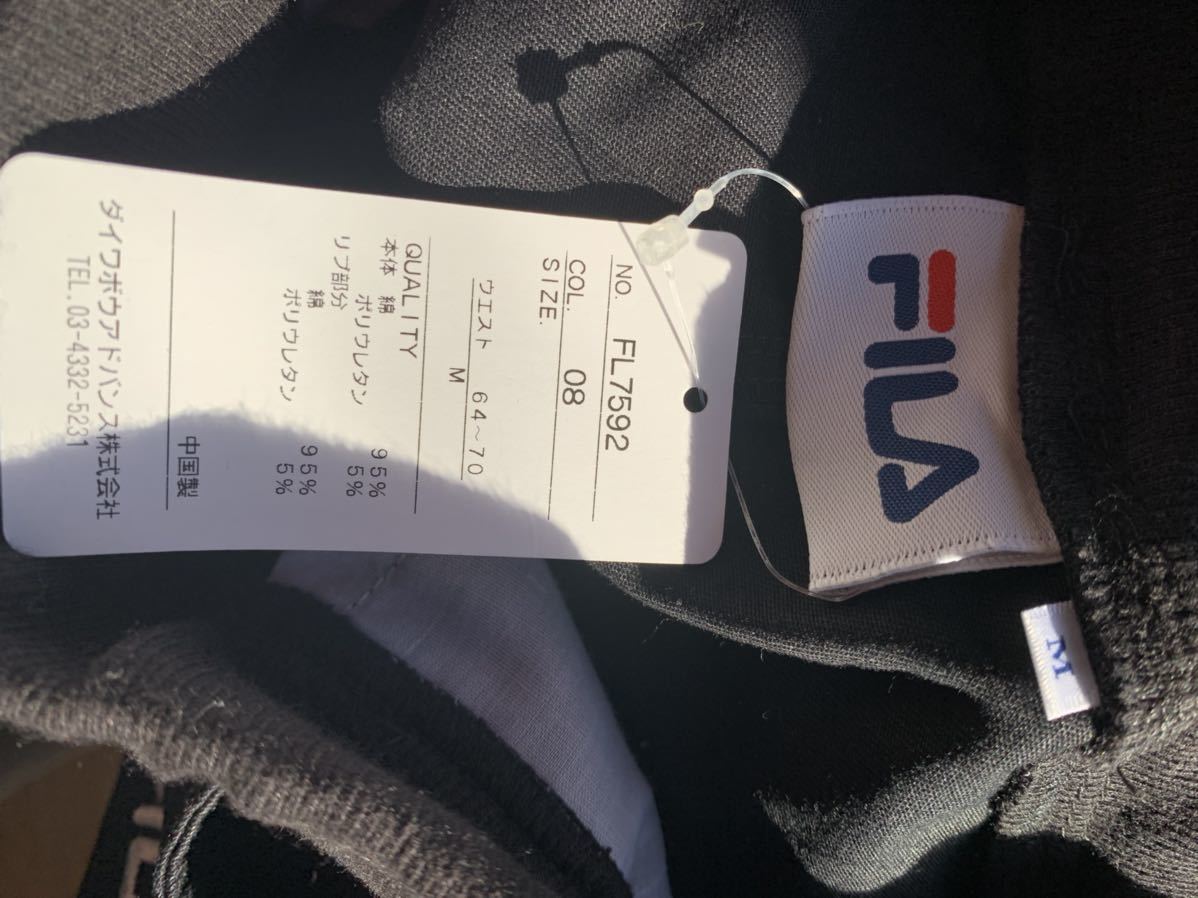 FILA
M
NO. FL7592
COL. 08
SIZE.
ウエスト 64~70
M
QUALITY
本体 綿 95%
ポリウレタン 5%
リブ部分
綿 95%
ポリウレタン 5%
中国製
ダイワボウアドバンス株式会社
TEL.03-4332-5231